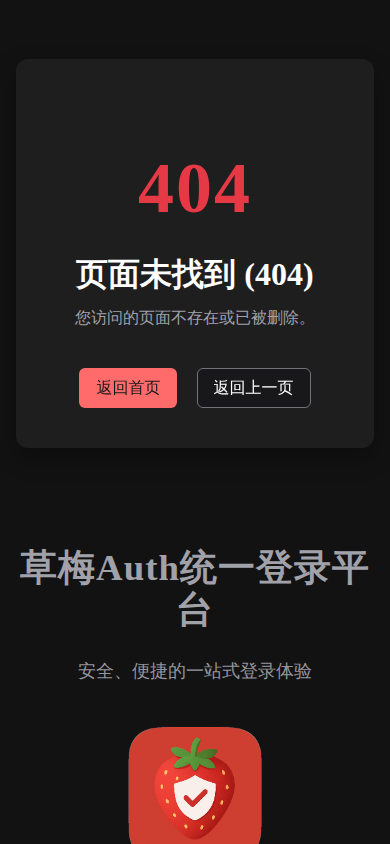 404
页面未找到 (404)
您访问的页面不存在或已被删除。
返回首页
返回上一页
草梅Auth统一登录平
台
安全、便捷的一站式登录体验